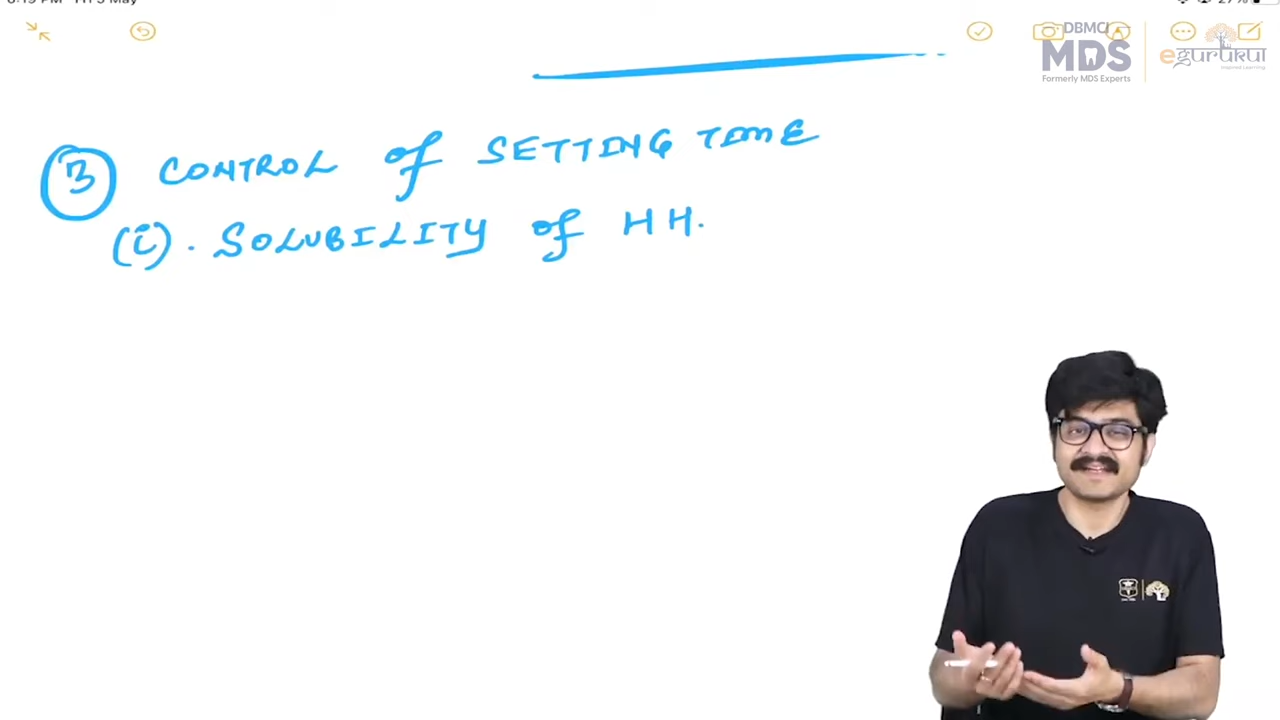 DBMCI
MDS
Formerly MDS Experts
egurukul
3 CONTROL of SETTING TIME
(i). SOLUBILITY of HH.